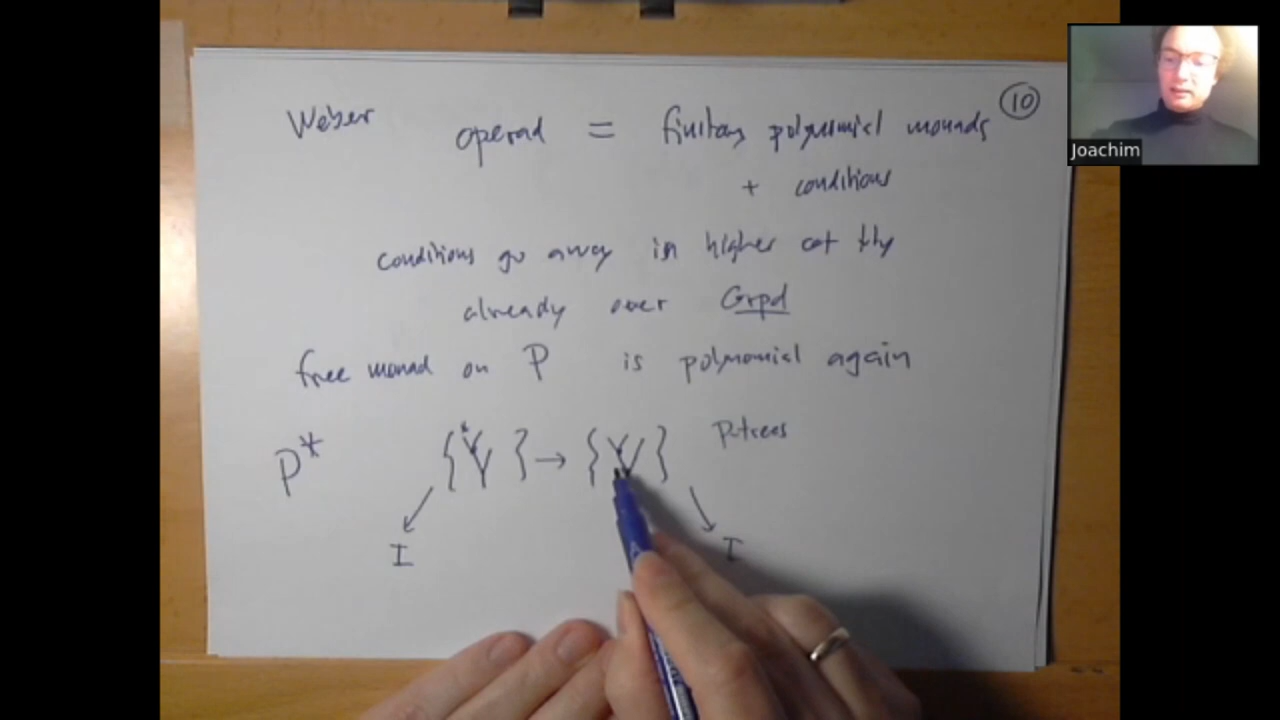 Weber operad = finitary polynomial monads ⑩
+ conditions
conditions go away in higher cat thy
already over Grpd
free monad on P is polynomial again
P* { * } → { } P-trees
I I
Joachim